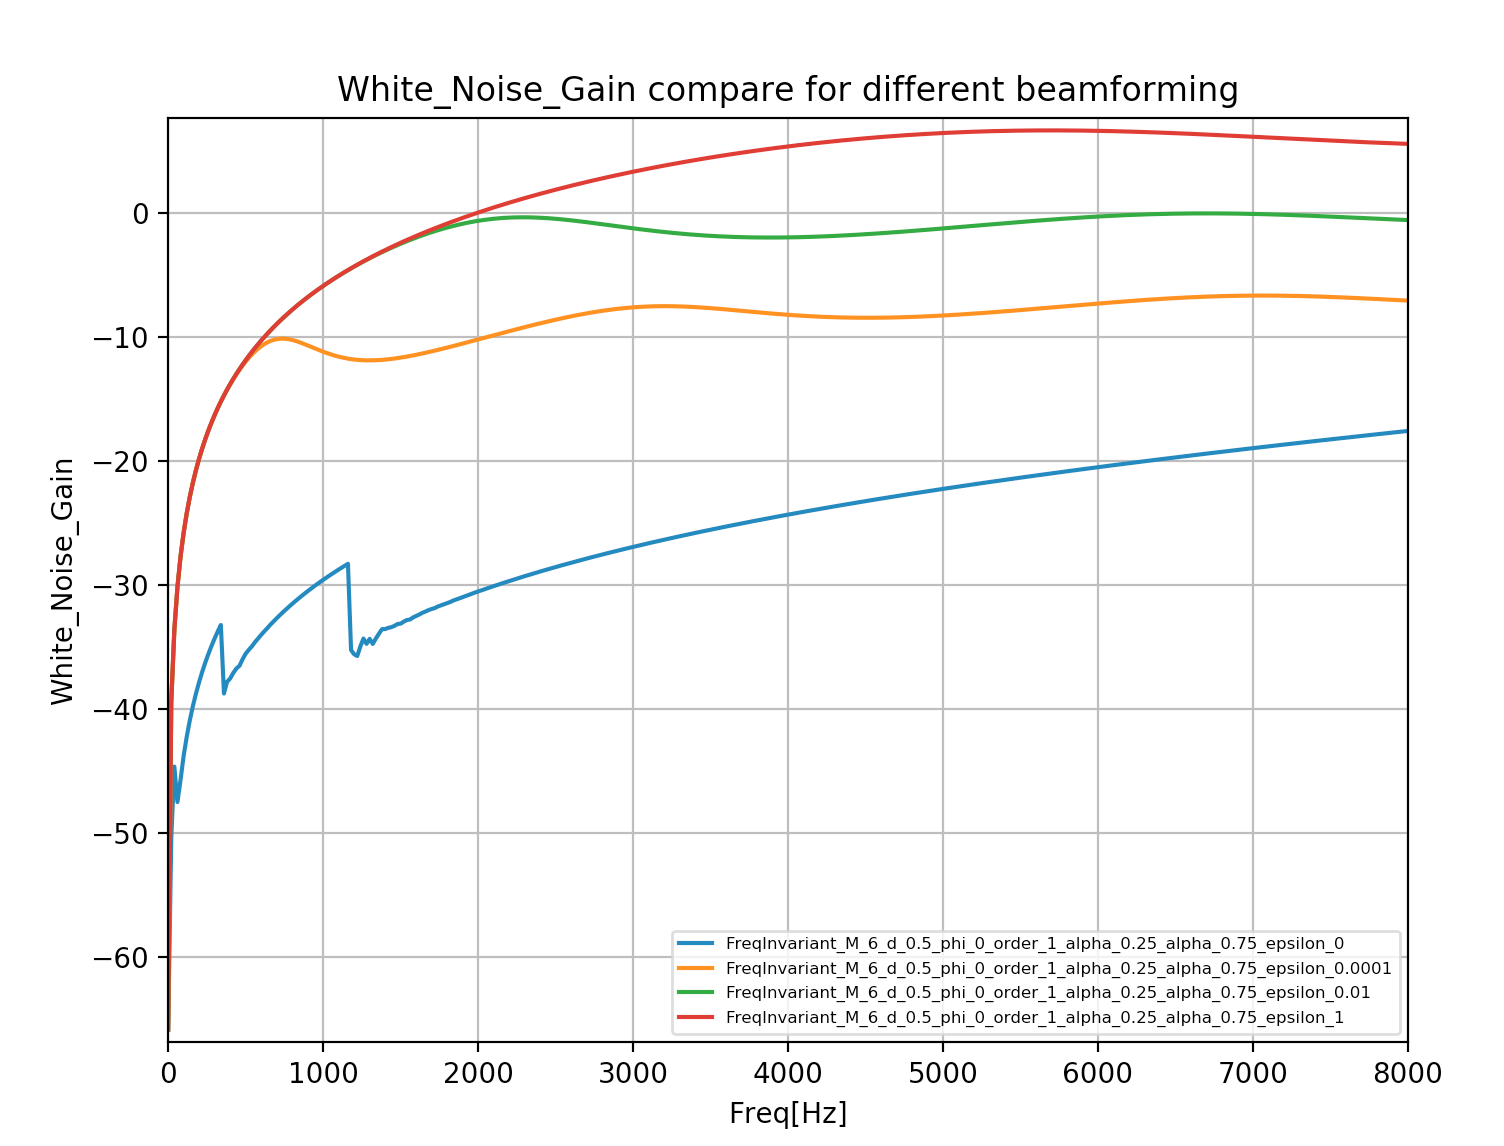 White_Noise_Gain compare for different beamforming
White_Noise_Gain
0
−10
−20
−30
−40
−50
−60
FreqInvariant_M_6_d_0.5_phi_0_order_1_alpha_0.25_alpha_0.75_epsilon_0
FreqInvariant_M_6_d_0.5_phi_0_order_1_alpha_0.25_alpha_0.75_epsilon_0.0001
FreqInvariant_M_6_d_0.5_phi_0_order_1_alpha_0.25_alpha_0.75_epsilon_0.01
FreqInvariant_M_6_d_0.5_phi_0_order_1_alpha_0.25_alpha_0.75_epsilon_1
0 1000 2000 3000 4000 5000 6000 7000 8000
Freq[Hz]